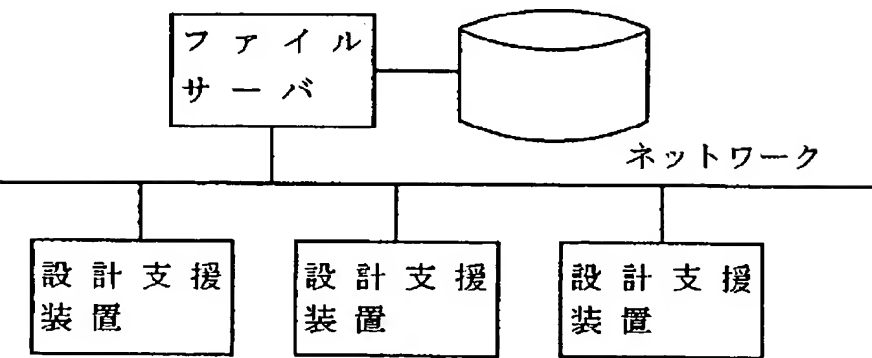 ファイル
サーバ
ネットワーク
設計支援
装置
設計支援
装置
設計支援
装置